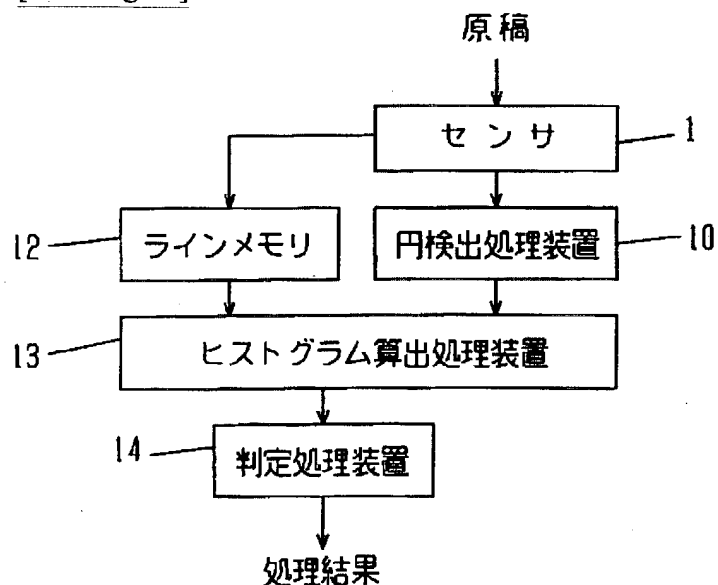 原稿
センサ
1
12
ラインメモリ
円検出処理装置
10
13
ヒストグラム算出処理装置
14
判定処理装置
処理結果